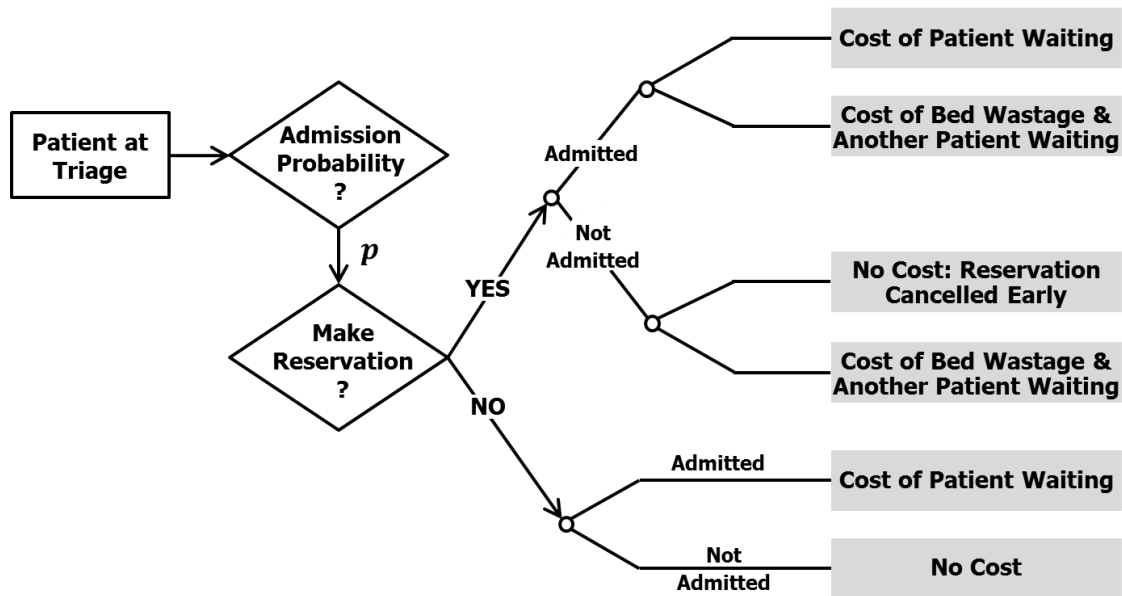 Patient at
Triage
Admission
Probability
?
p
Make
Reservation
?
YES
NO
Admitted
Not
Admitted
Cost of Patient Waiting
Cost of Bed Wastage &
Another Patient Waiting
No Cost: Reservation
Cancelled Early
Cost of Bed Wastage &
Another Patient Waiting
Admitted
Cost of Patient Waiting
Not
Admitted
No Cost